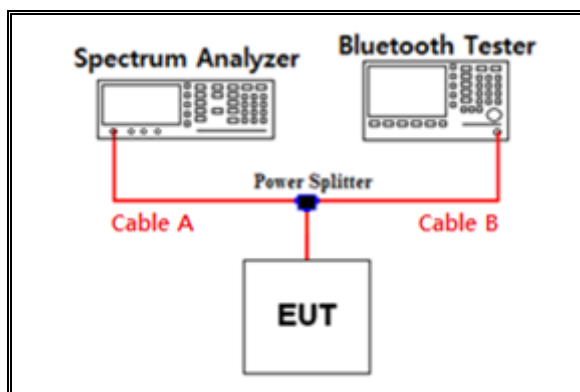 Spectrum Analyzer
Bluetooth Tester
Power Splitter
Cable A
Cable B
EUT